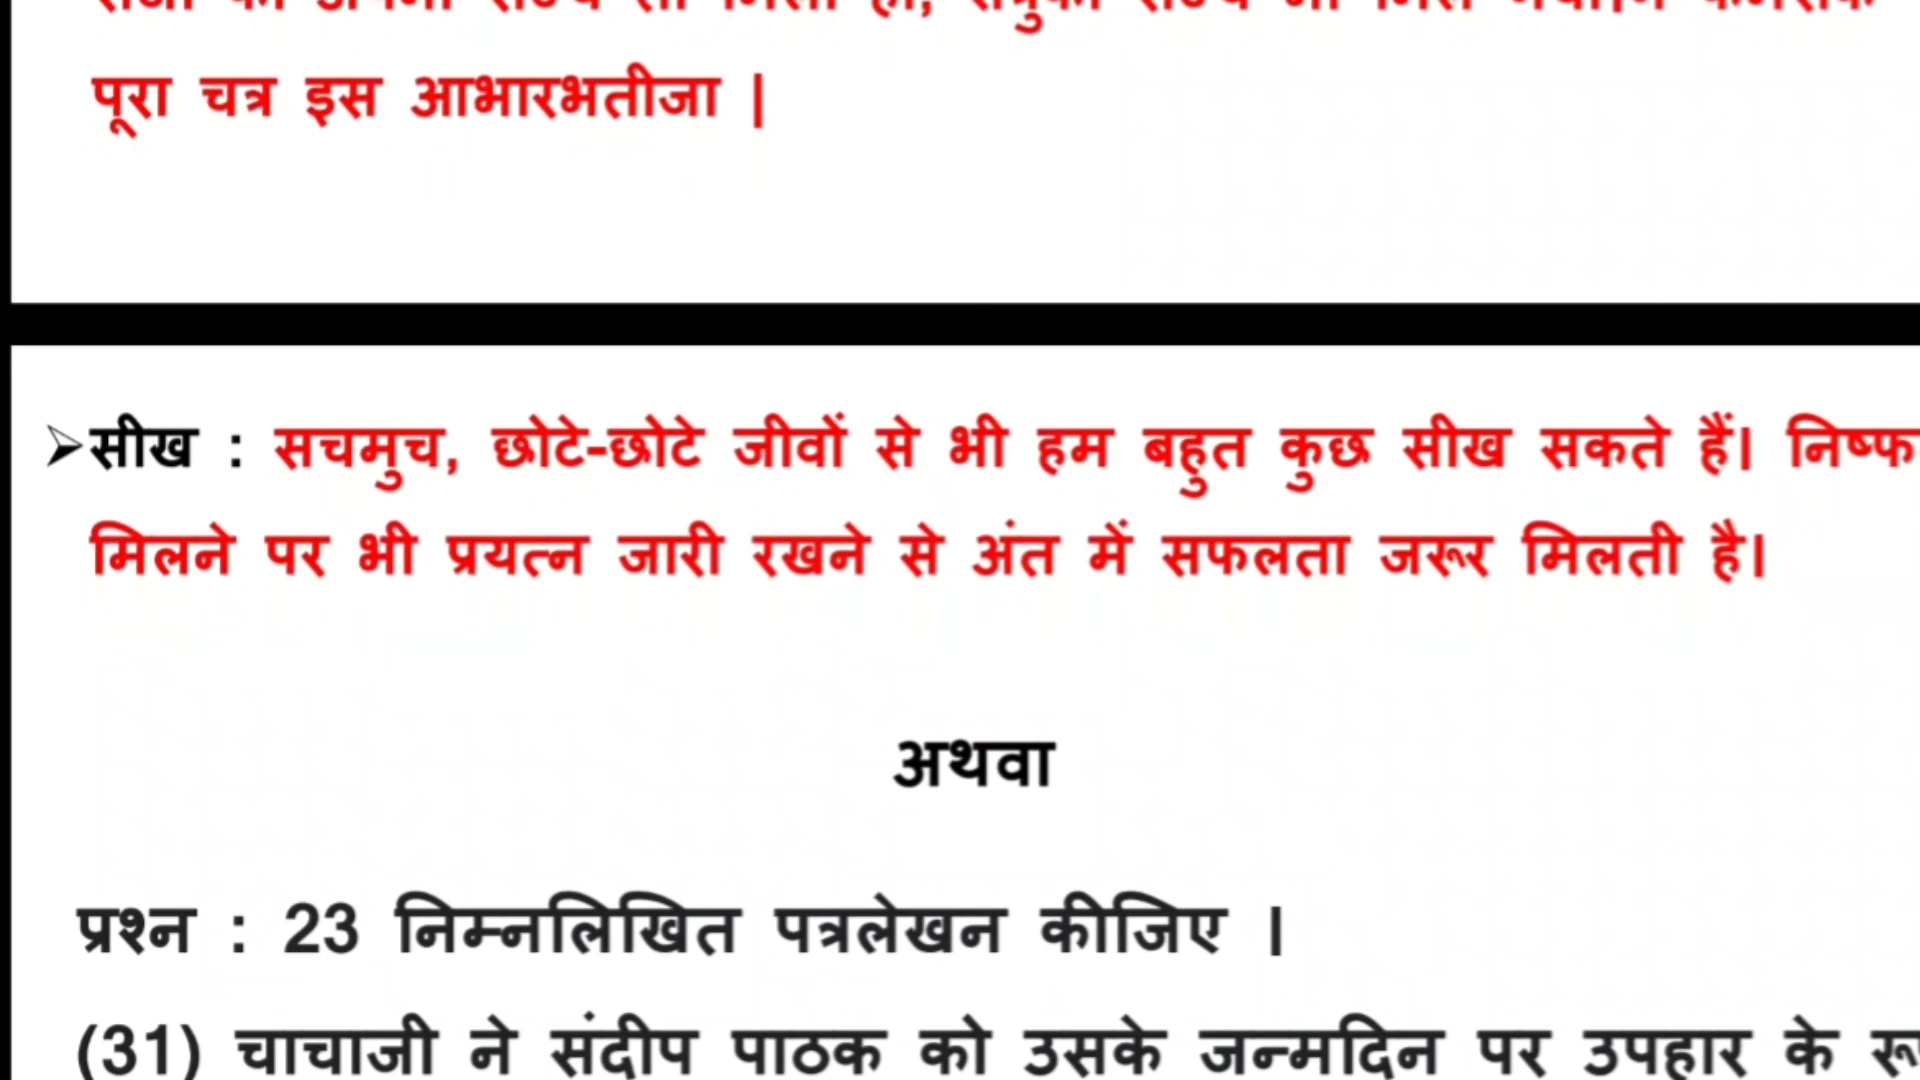 पूरा चत्र इस आभारभतीजा |
➢सीख : सचमुच, छोटे-छोटे जीवों से भी हम बहुत कुछ सीख सकते हैं।
मिलने पर भी प्रयत्न जारी रखने से अंत में सफलता जरूर मिलती है।
अथवा
प्रश्न : 23 निम्नलिखित पत्रलेखन कीजिए |
(31) चाचाजी ने संदीप पाठक को उसके जन्मदिन पर उपहार के